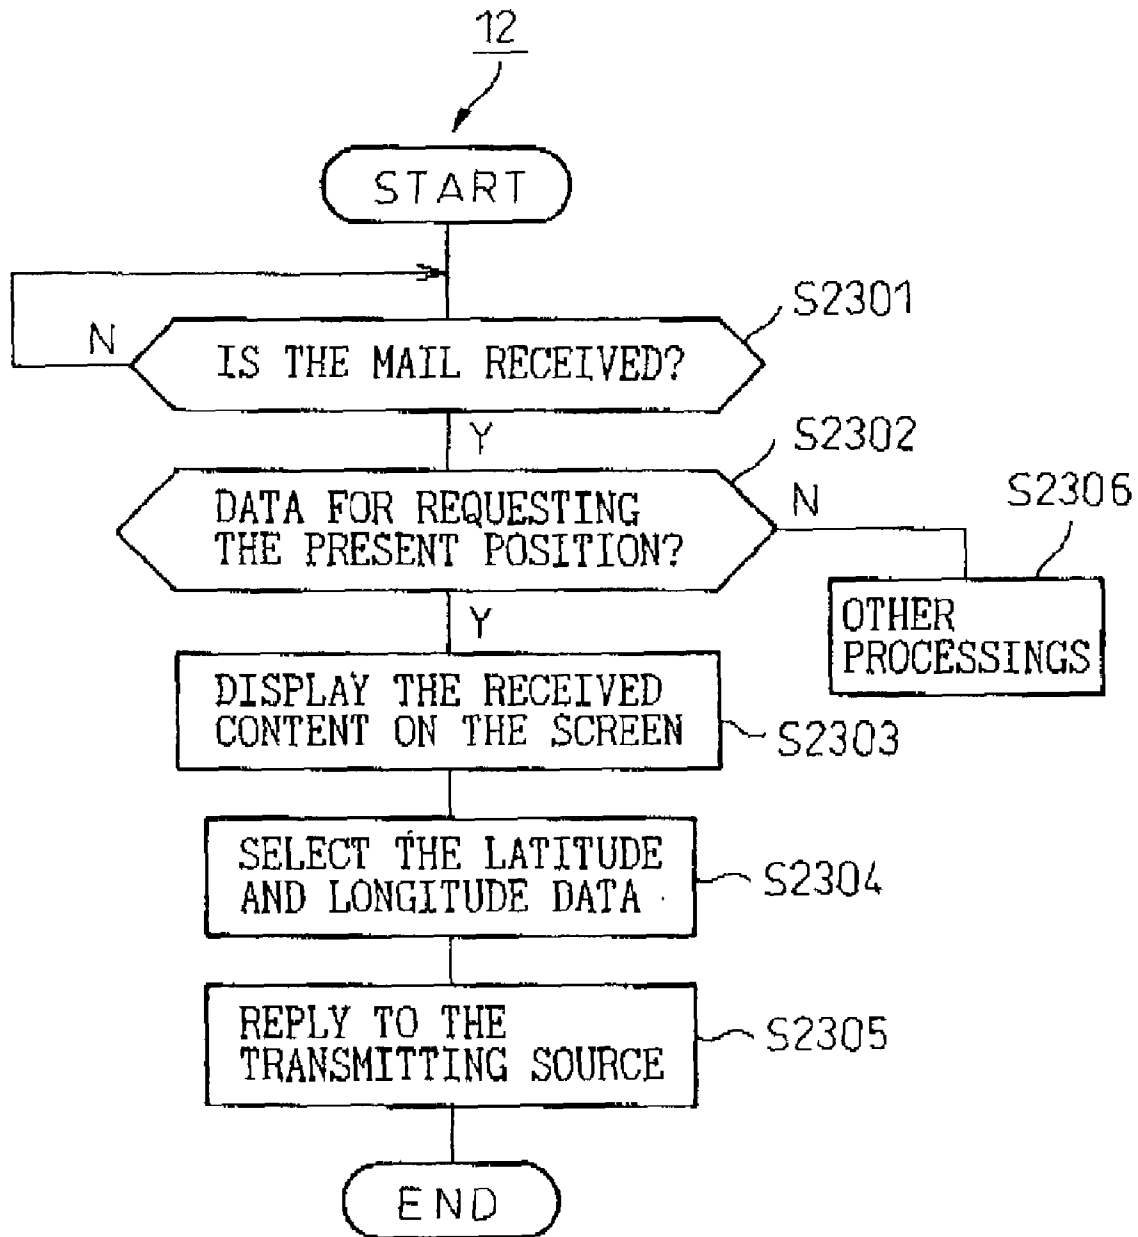 12
START
S2301
N
IS THE MAIL RECEIVED?
Y
S2302
DATA FOR REQUESTING
THE PRESENT POSITION?
N
S2306
OTHER
PROCESSINGS
Y
DISPLAY THE RECEIVED
CONTENT ON THE SCREEN
S2303
SELECT THE LATITUDE
AND LONGITUDE DATA
S2304
REPLY TO THE
TRANSMITTING SOURCE
S2305
END